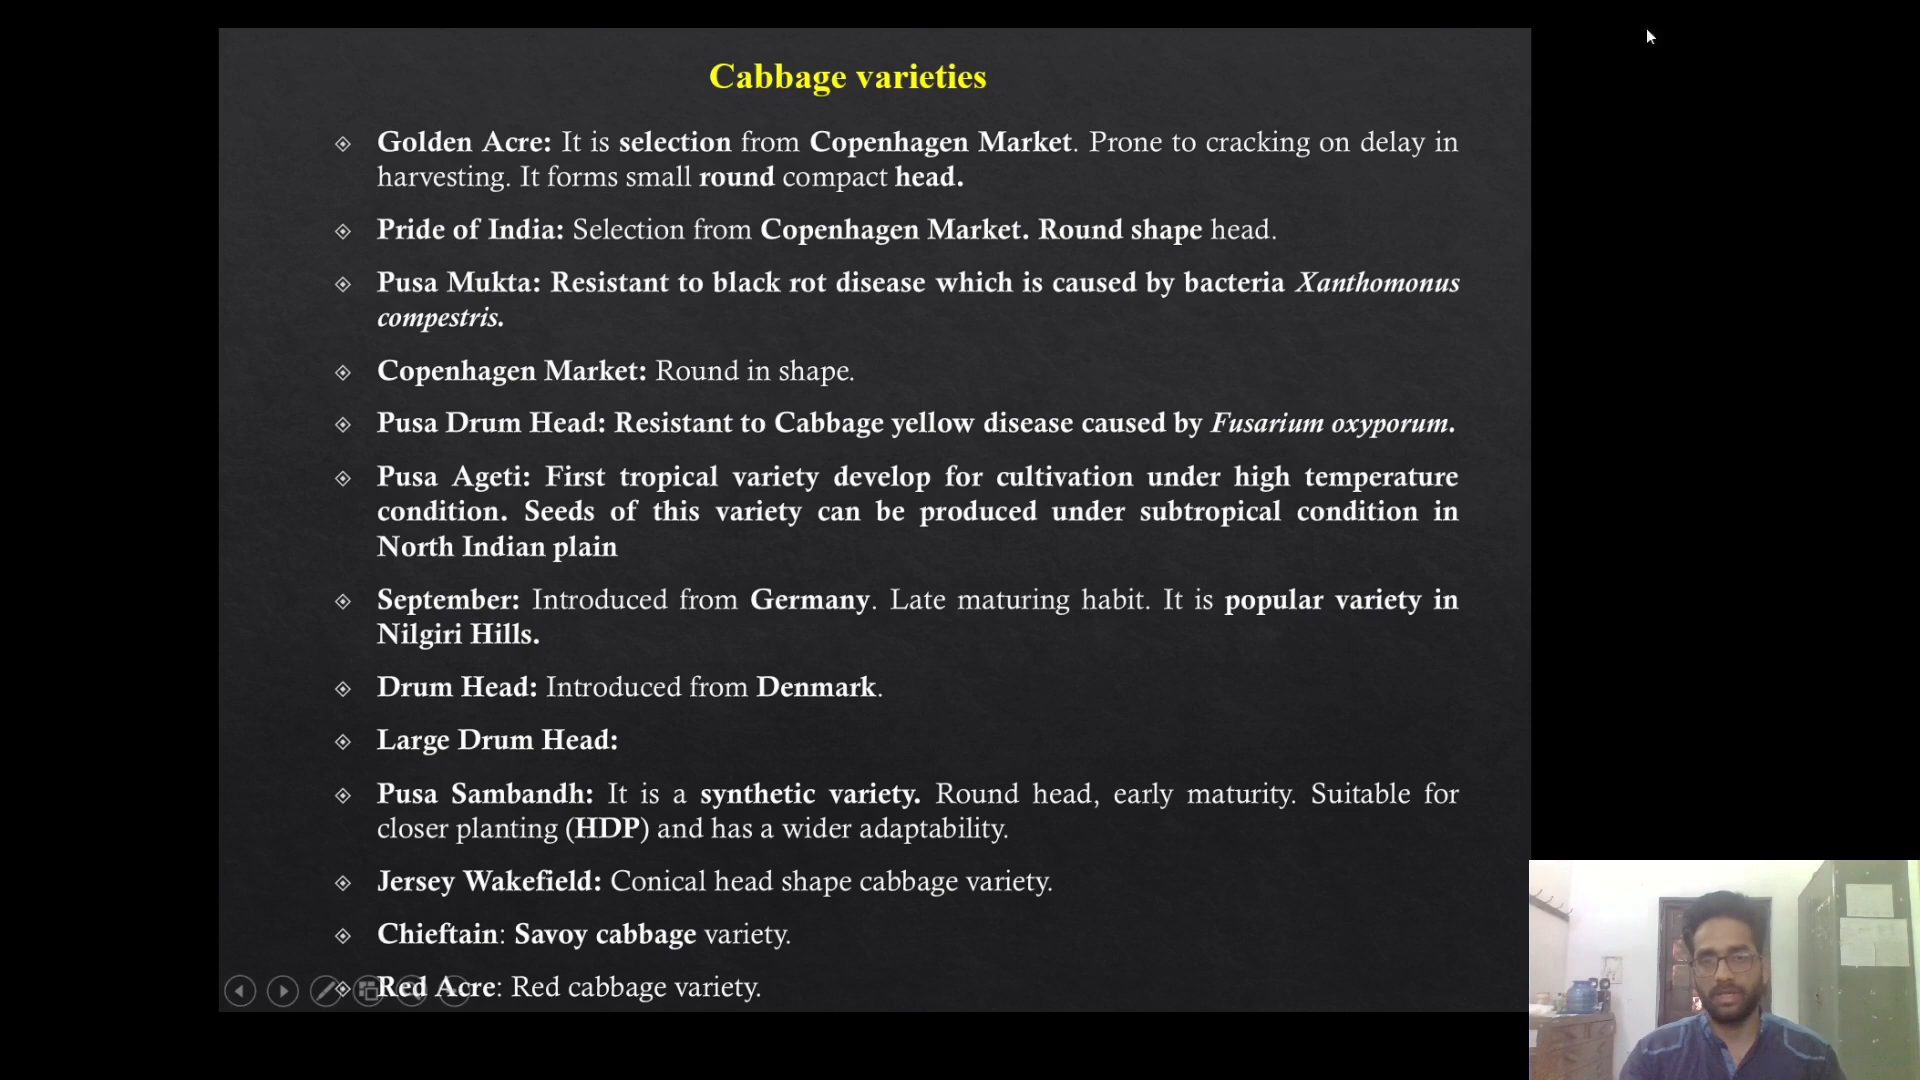 Cabbage varieties
Golden Acre: It is selection from Copenhagen Market. Prone to cracking on delay in
harvesting. It forms small round compact head.
Pride of India: Selection from Copenhagen Market. Round shape head.
Pusa Mukta: Resistant to black rot disease which is caused by bacteria Xanthomonus
compestris.
Copenhagen Market: Round in shape.
Pusa Drum Head: Resistant to Cabbage yellow disease caused by Fusarium oxyporum.
Pusa Ageti: First tropical variety develop for cultivation under high temperature
condition. Seeds of this variety can be produced under subtropical condition in
North Indian plain
September: Introduced from Germany. Late maturing habit. It is popular variety in
Nilgiri Hills.
Drum Head: Introduced from Denmark.
Large Drum Head:
Pusa Sambandh: It is a synthetic variety. Round head, early maturity. Suitable for
closer planting (HDP) and has a wider adaptability.
Jersey Wakefield: Conical head shape cabbage variety.
Chieftain: Savoy cabbage variety.
Red Acre: Red cabbage variety.